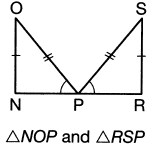 O S
N P R
△NOP and △RSP